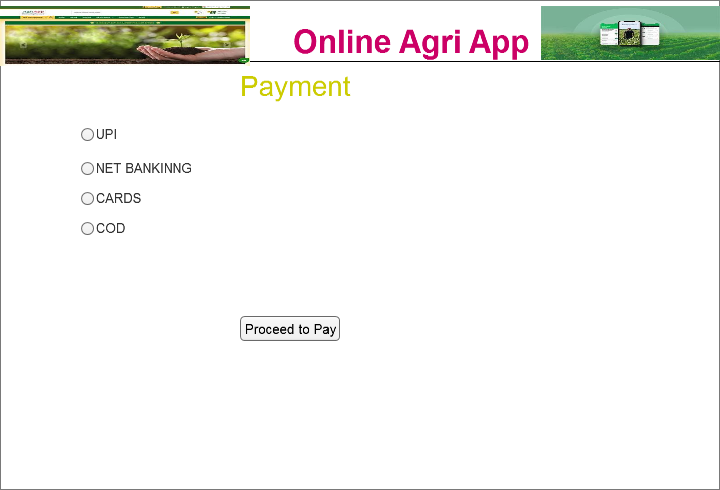 Online Agri App
Payment
UPI
NET BANKINNG
CARDS
COD
Proceed to Pay